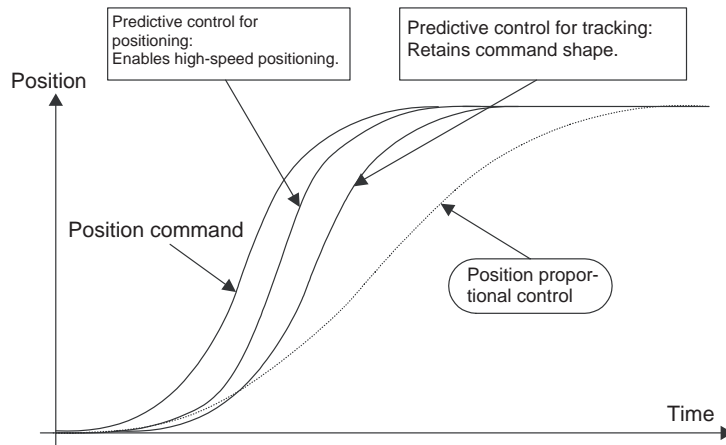 Predictive control for
positioning:
Enables high-speed positioning.
Predictive control for tracking:
Retains command shape.
Position
Position command
Position propor-
tional control
Time